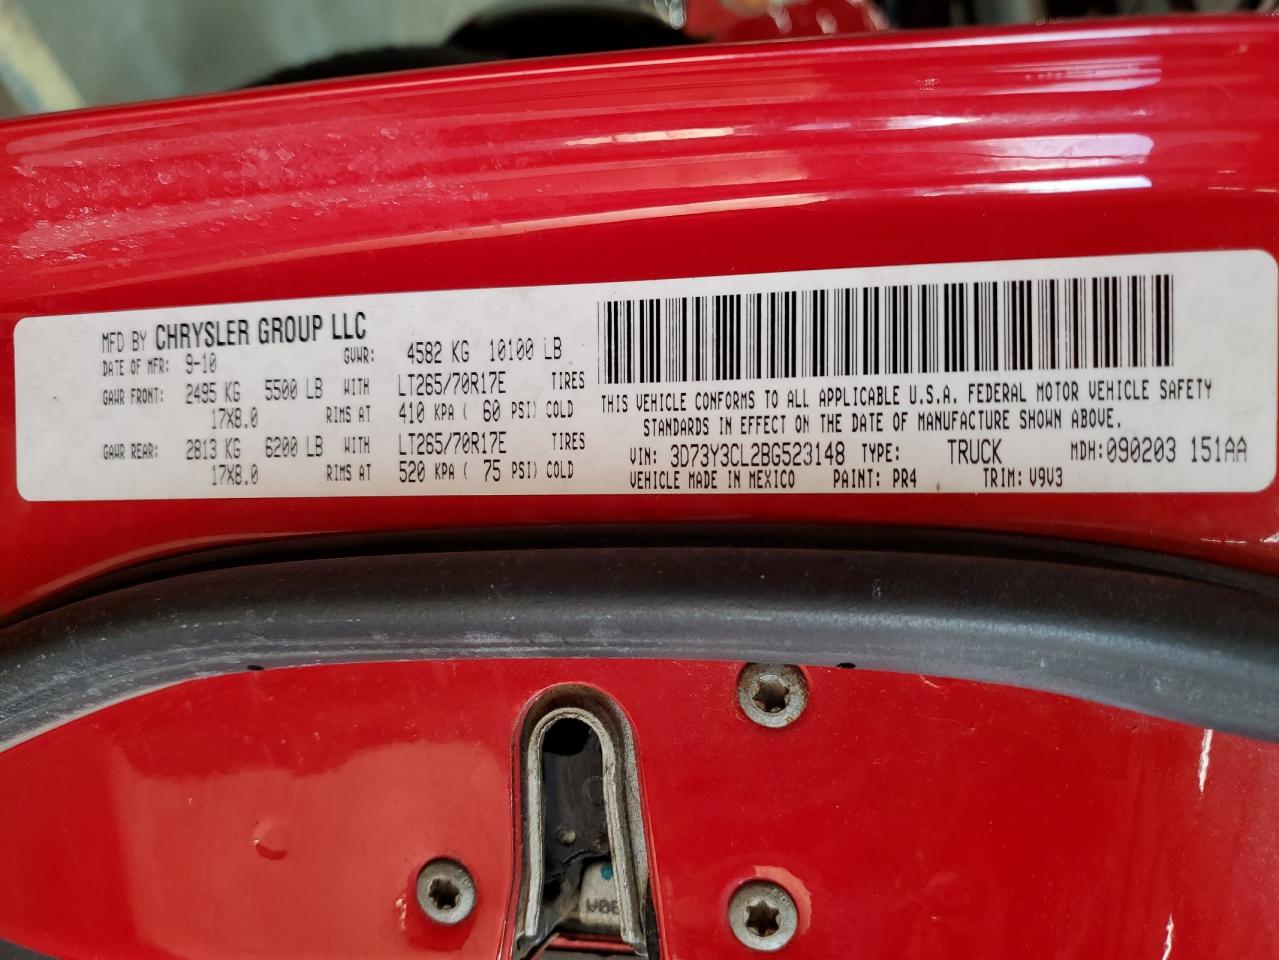 MFD BY CHRYSLER GROUP LLC
DATE OF MFR: 9-10 GVWR: 4582 KG 10100 LB
GAWR FRONT: 2495 KG 5500 LB WITH LT265/70R17E TIRES
17X8.0 RIMS AT 410 KPA ( 60 PSI) COLD
GAWR REAR: 2813 KG 6200 LB WITH LT265/70R17E TIRES
17X8.0 RIMS AT 520 KPA ( 75 PSI) COLD
THIS VEHICLE CONFORMS TO ALL APPLICABLE U.S.A. FEDERAL MOTOR VEHICLE SAFETY
STANDARDS IN EFFECT ON THE DATE OF MANUFACTURE SHOWN ABOVE.
VIN: 3D73Y3CL2BG523148 TYPE: TRUCK MDH: 090203 151AA
VEHICLE MADE IN MEXICO PAINT: PR4 TRIM: V9V3